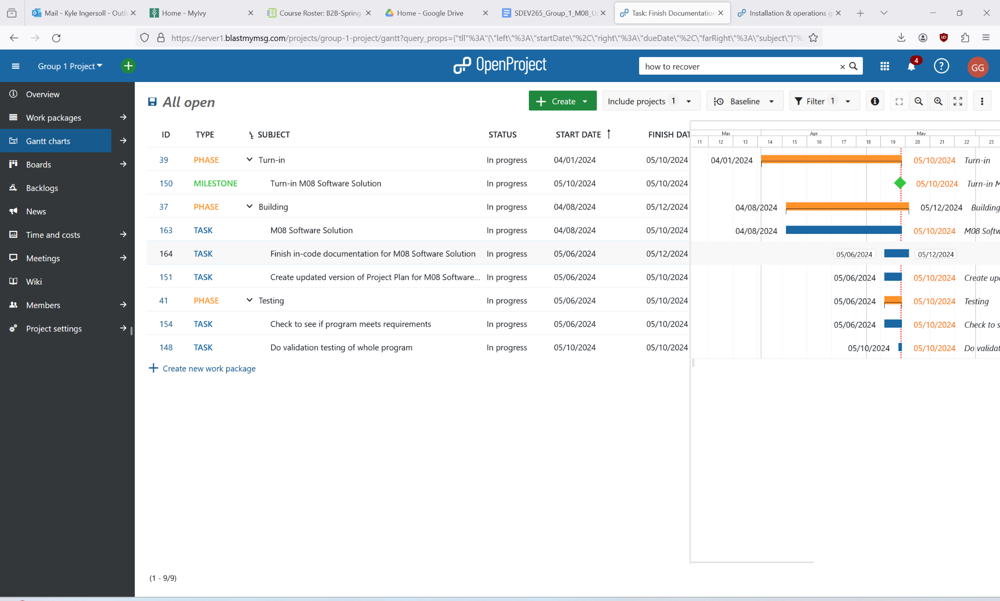 Mail - Kyle Ingersoll - Outlo
Home - MyIvy
Course Roster: B2B-Spring
Home - Google Drive
SDEV265_Group_1_M08_U
Task: Finish Documentation
Installation & operations g
https://server1.blastmymsg.com/projects/group-1-project/gantt?query_props={"tll"%3A"{\"left\"%3A\"startDate\"%2C\"right\"%3A\"dueDate\"%2C\"farRight\"%3A\"subject\"}"%
Group 1 Project
OpenProject
how to recover
4
GG
Overview
Work packages
Gantt charts
Boards
Backlogs
News
Time and costs
Meetings
Wiki
Members
Project settings
All open
Create
Include projects 1
Baseline
Filter 1
ID TYPE SUBJECT STATUS START DATE FINISH DAT
39 PHASE Turn-in In progress 04/01/2024 05/10/2024
150 MILESTONE Turn-in M08 Software Solution In progress 05/10/2024 05/10/2024
37 PHASE Building In progress 04/08/2024 05/12/2024
163 TASK M08 Software Solution In progress 04/08/2024 05/10/2024
164 TASK Finish in-code documentation for M08 Software Solution In progress 05/06/2024 05/12/2024
151 TASK Create updated version of Project Plan for M08 Software... In progress 05/06/2024 05/10/2024
41 PHASE Testing In progress 05/06/2024 05/10/2024
154 TASK Check to see if program meets requirements In progress 05/06/2024 05/10/2024
148 TASK Do validation testing of whole program In progress 05/10/2024 05/10/2024
Create new work package
Mar Apr May
11 12 13 14 15 16 17 18 19 20 21 22 23
04/01/2024 05/10/2024 Turn-in
05/10/2024 Turn-in M
04/08/2024 05/12/2024 Building
04/08/2024 05/10/2024 M08 Softw
05/06/2024 05/12/2024
05/06/2024 05/10/2024 Create up
05/06/2024 05/10/2024 Testing
05/06/2024 05/10/2024 Check to s
05/10/2024 05/10/2024 Do validat
(1 - 9/9)